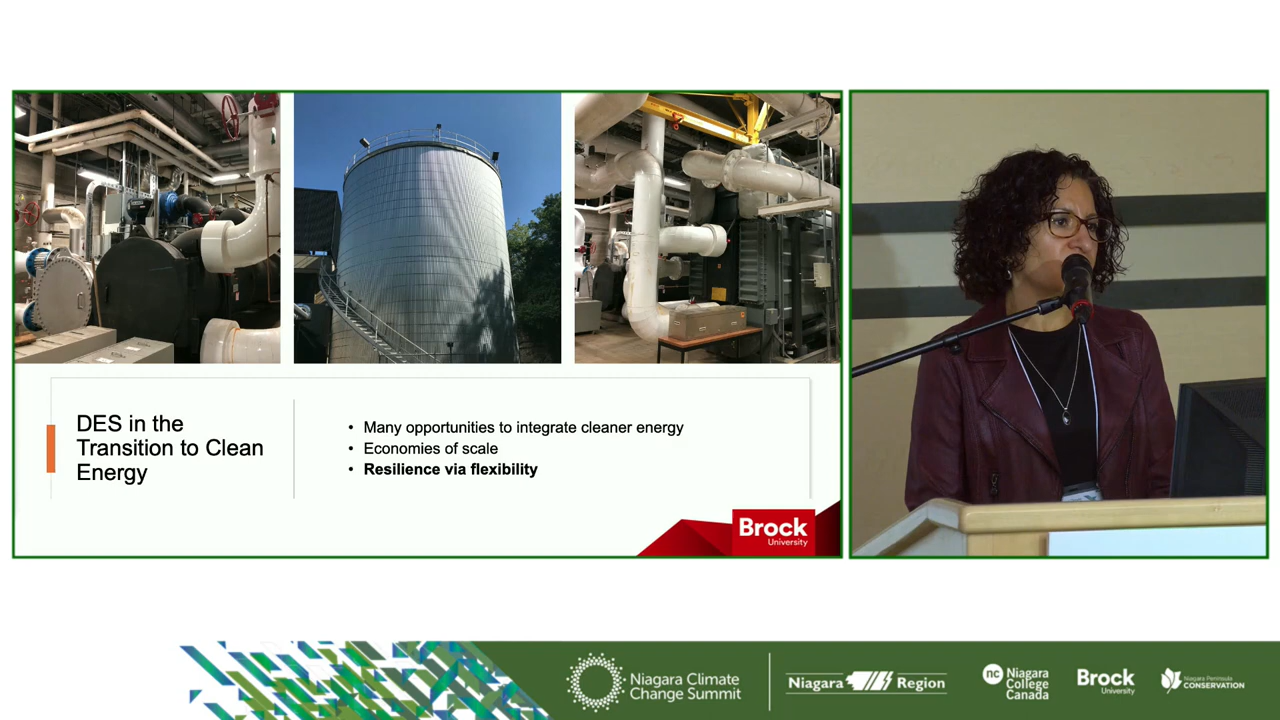 DES in the
Transition to Clean
Energy
• Many opportunities to integrate cleaner energy
• Economies of scale
• Resilience via flexibility
Brock
University
Niagara Climate
Change Summit
Niagara Region
nc
Niagara
College
Canada
Brock
University
Niagara Peninsula
CONSERVATION